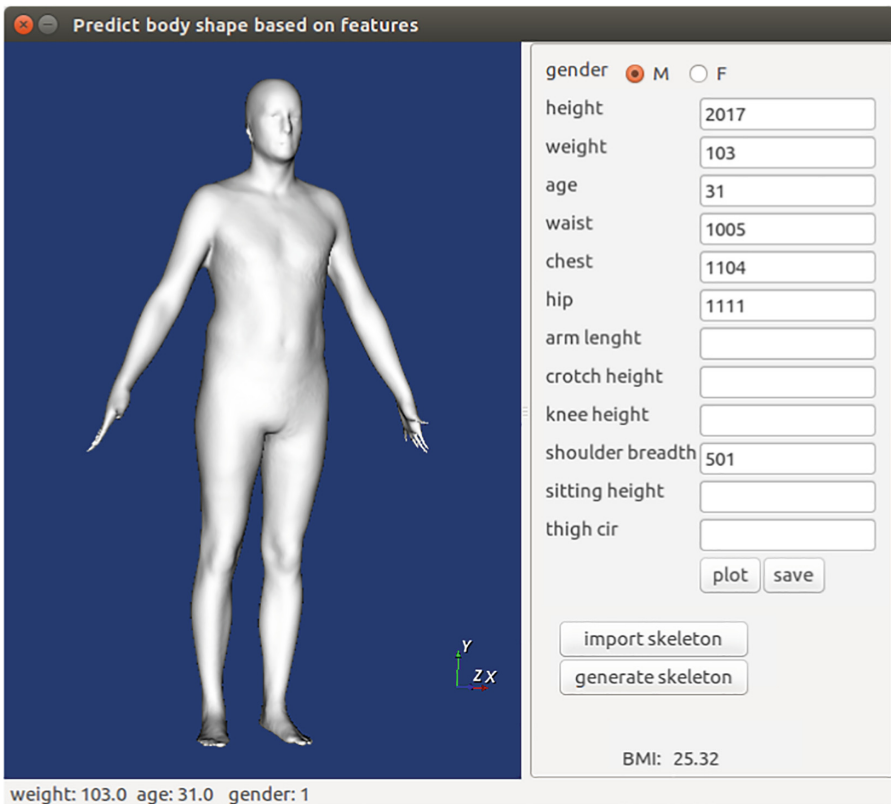 Predict body shape based on features
gender M F
height 2017
weight 103
age 31
waist 1005
chest 1104
hip 1111
arm lenght
crotch height
knee height
shoulder breadth 501
sitting height
thigh cir
plot save
import skeleton
generate skeleton
Y
Z X
BMI: 25.32
weight: 103.0 age: 31.0 gender: 1